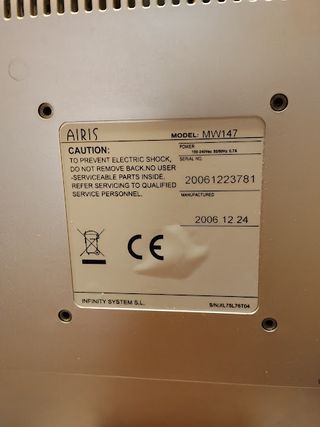 AIRIS MODEL: MW147
CAUTION:
TO PREVENT ELECTRIC SHOCK,
DO NOT REMOVE BACK NO USER
-SERVICEABLE PARTS INSIDE.
REFER SERVICING TO QUALIFIED
SERVICE PERSONNEL.
POWER
100-240Vac 50/60Hz 0.7A
SERIAL NO.
20061223781
MANUFACTURED
2006 12 24
CE
INFINITY SYSTEM S.L.
S/N:XL75L76T04